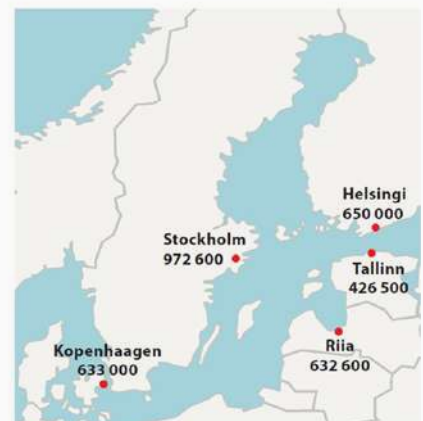 Helsingi
650 000
Stockholm
972 600
Tallinn
426 500
Kopenhaagen
633 000
Riia
632 600